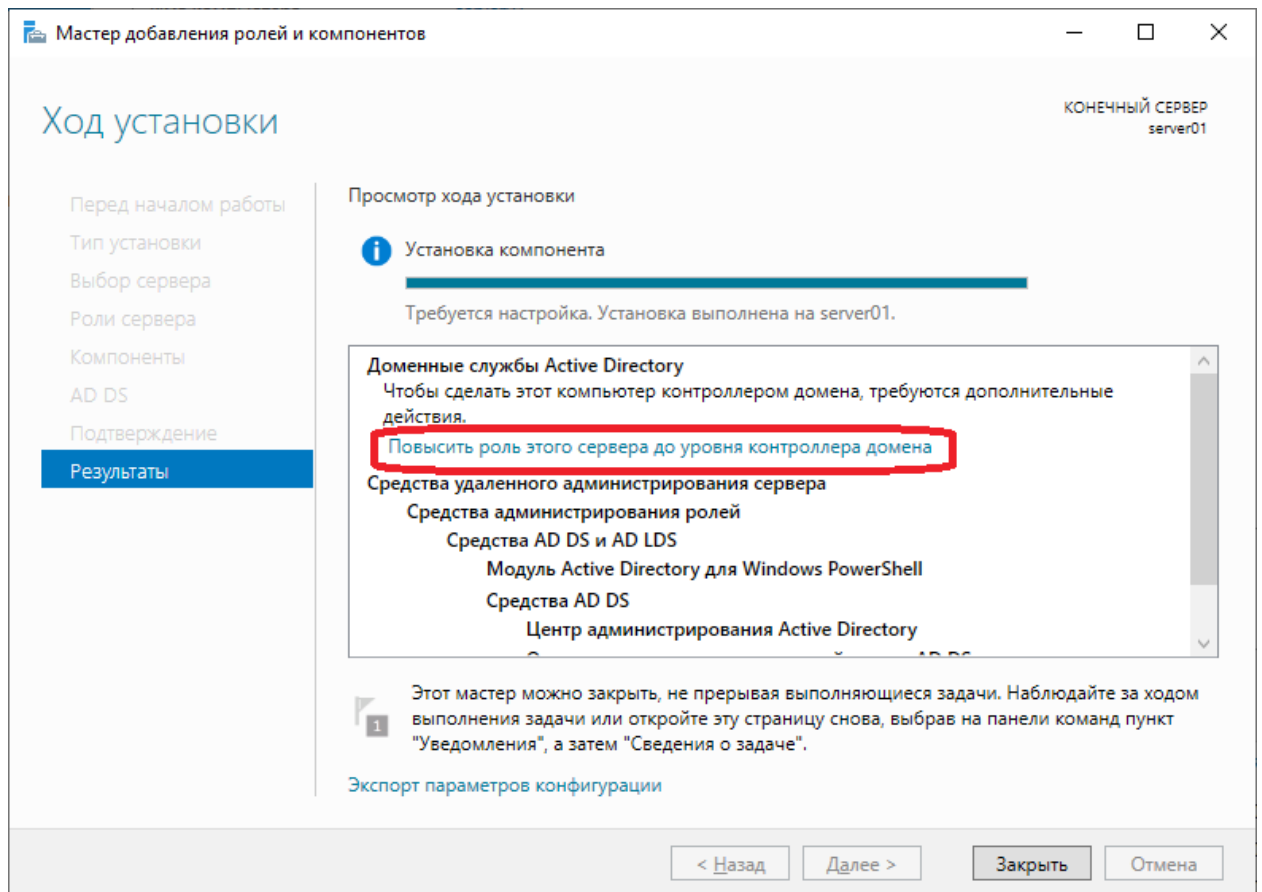 Мастер добавления ролей и компонентов
Ход установки
КОНЕЧНЫЙ СЕРВЕР
server01
Перед началом работы
Тип установки
Выбор сервера
Роли сервера
Компоненты
AD DS
Подтверждение
Результаты
Просмотр хода установки
Установка компонента
Требуется настройка. Установка выполнена на server01.
Доменные службы Active Directory
Чтобы сделать этот компьютер контроллером домена, требуются дополнительные
действия.
Повысить роль этого сервера до уровня контроллера домена
Средства удаленного администрирования сервера
Средства администрирования ролей
Средства AD DS и AD LDS
Модуль Active Directory для Windows PowerShell
Средства AD DS
Центр администрирования Active Directory
1
Этот мастер можно закрыть, не прерывая выполняющиеся задачи. Наблюдайте за ходом
выполнения задачи или откройте эту страницу снова, выбрав на панели команд пункт
"Уведомления", а затем "Сведения о задаче".
Экспорт параметров конфигурации
< Назад
Далее >
Закрыть
Отмена